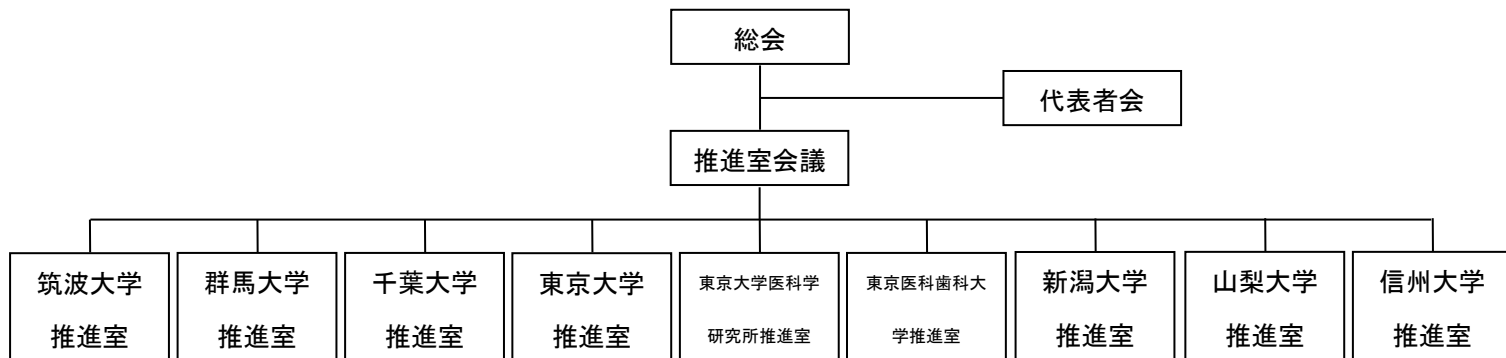 総会
代表者会
推進室会議
筑波大学
推進室
群馬大学
推進室
千葉大学
推進室
東京大学
推進室
東京大学医科学
研究所推進室
東京医科歯科大
学推進室
新潟大学
推進室
山梨大学
推進室
信州大学
推進室